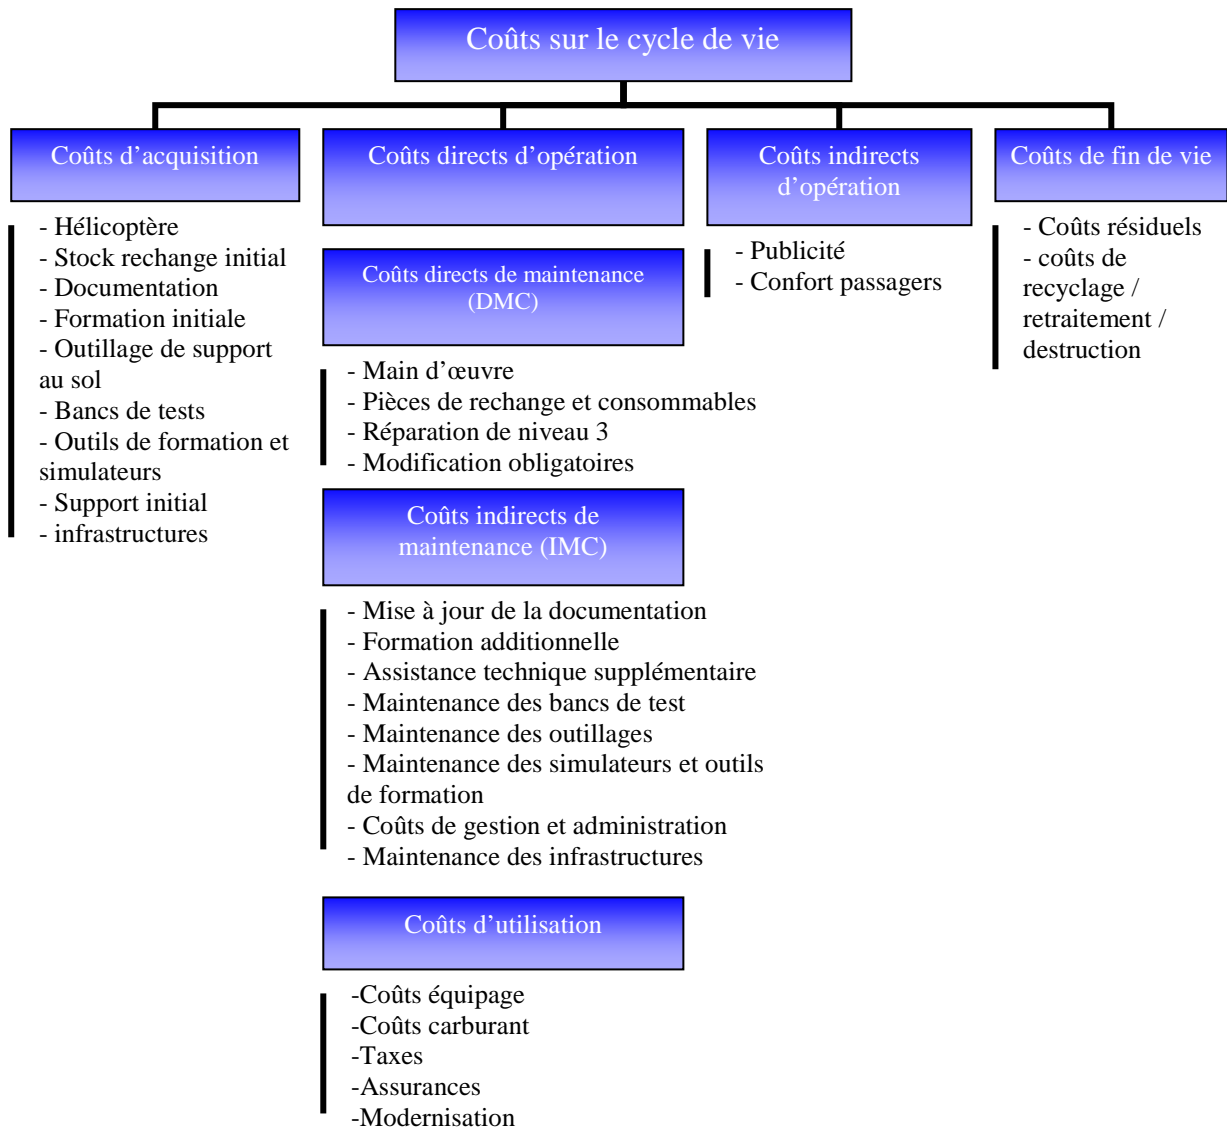 Coûts sur le cycle de vie
Coûts d’acquisition
- Hélicoptère
- Stock rechange initial
- Documentation
- Formation initiale
- Outillage de support
au sol
- Bancs de tests
- Outils de formation et
simulateurs
- Support initial
- infrastructures
Coûts directs d’opération
Coûts directs de maintenance
(DMC)
- Main d’œuvre
- Pièces de rechange et consommables
- Réparation de niveau 3
- Modification obligatoires
Coûts indirects de
maintenance (IMC)
- Mise à jour de la documentation
- Formation additionnelle
- Assistance technique supplémentaire
- Maintenance des bancs de test
- Maintenance des outillages
- Maintenance des simulateurs et outils
de formation
- Coûts de gestion et administration
- Maintenance des infrastructures
Coûts d’utilisation
-Coûts équipage
-Coûts carburant
-Taxes
-Assurances
-Modernisation
Coûts indirects
d’opération
- Publicité
- Confort passagers
Coûts de fin de vie
- Coûts résiduels
- coûts de
recyclage /
retraitement /
destruction